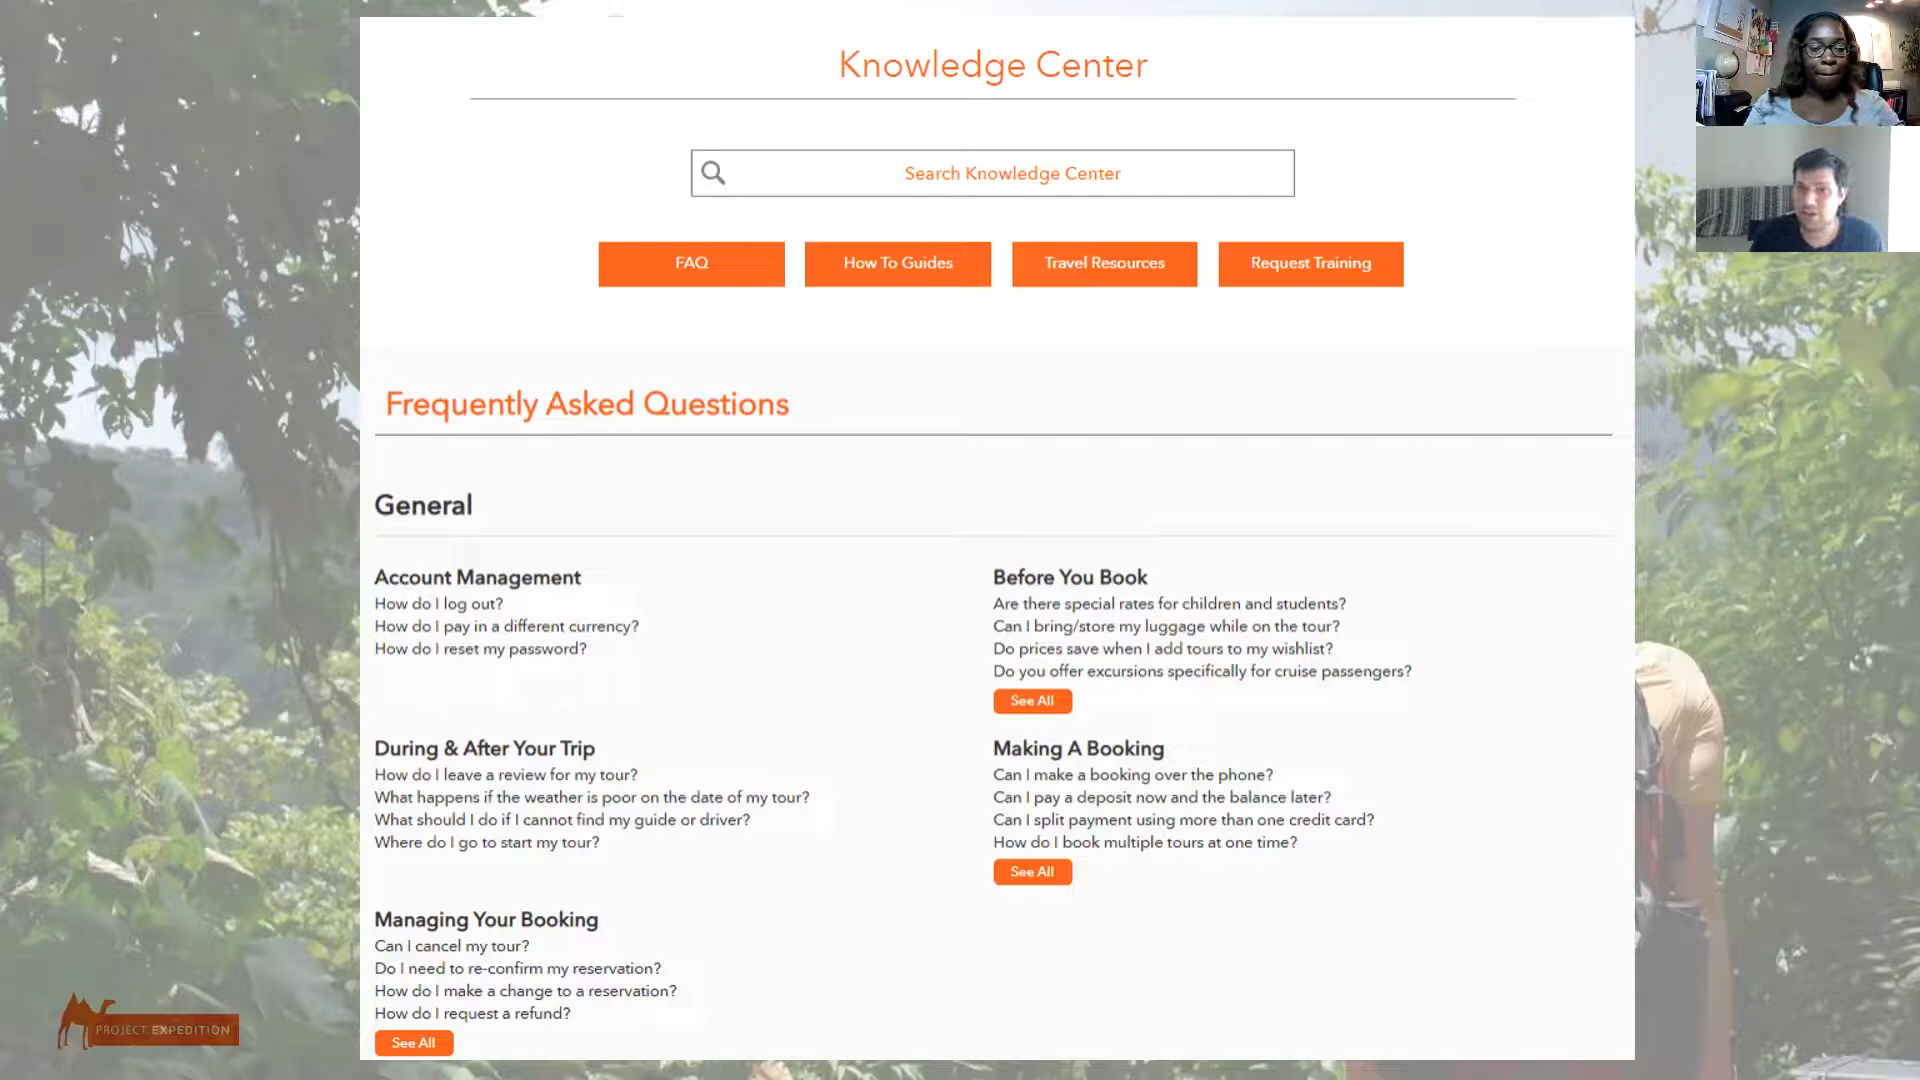 Knowledge Center
Search Knowledge Center
FAQ
How To Guides
Travel Resources
Request Training
Frequently Asked Questions
General
Account Management
How do I log out?
How do I pay in a different currency?
How do I reset my password?
Before You Book
Are there special rates for children and students?
Can I bring/store my luggage while on the tour?
Do prices save when I add tours to my wishlist?
Do you offer excursions specifically for cruise passengers?
See All
During & After Your Trip
How do I leave a review for my tour?
What happens if the weather is poor on the date of my tour?
What should I do if I cannot find my guide or driver?
Where do I go to start my tour?
Making A Booking
Can I make a booking over the phone?
Can I pay a deposit now and the balance later?
Can I split payment using more than one credit card?
How do I book multiple tours at one time?
See All
Managing Your Booking
Can I cancel my tour?
Do I need to re-confirm my reservation?
How do I make a change to a reservation?
How do I request a refund?
See All
PROJECT EXPEDITION